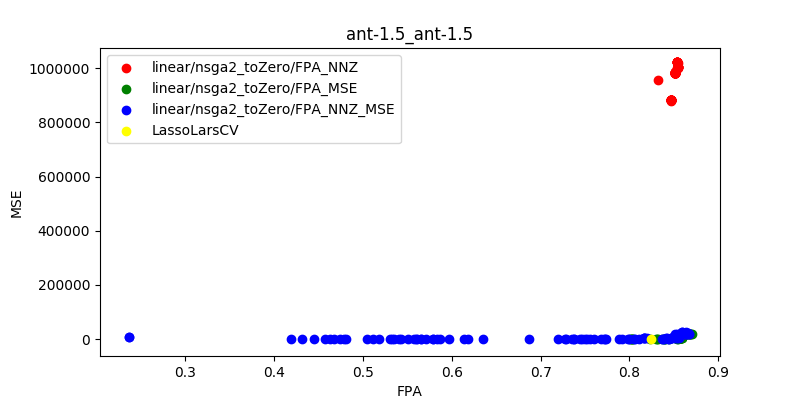 ant-1.5_ant-1.5
linear/nsga2_toZero/FPA_NNZ
linear/nsga2_toZero/FPA_MSE
linear/nsga2_toZero/FPA_NNZ_MSE
LassoLarsCV
MSE
1000000
800000
600000
400000
200000
0
0.3 0.4 0.5 0.6 0.7 0.8 0.9
FPA